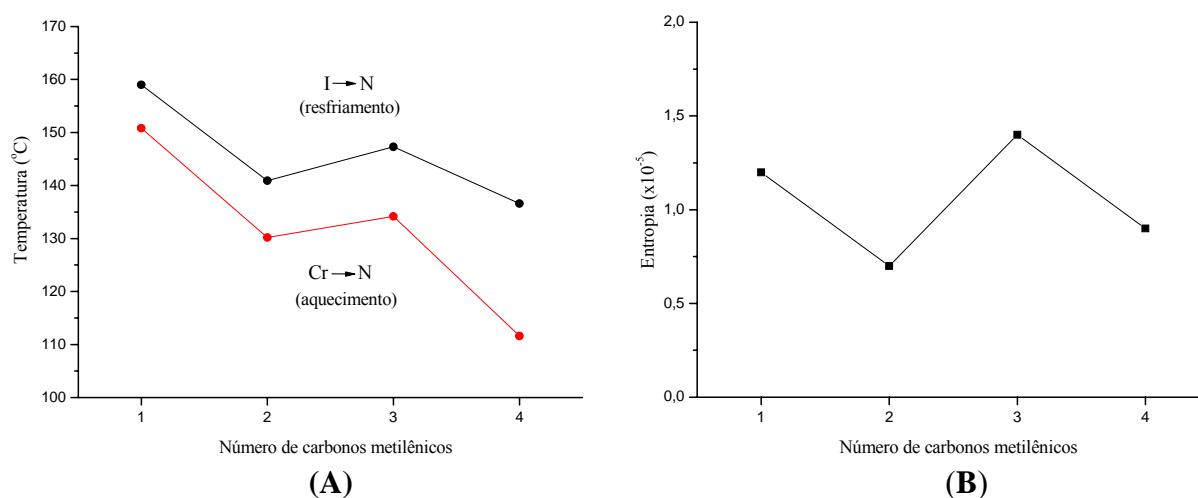 170
160
150
140
130
120
110
100
Temperatura (°C)
I → N
(resfriamento)
Cr → N
(aquecimento)
1 2 3 4
Número de carbonos metilênicos
(A)
2,0
1,5
1,0
0,5
0,0
Entropia (x10⁻⁵)
1 2 3 4
Número de carbonos metilênicos
(B)